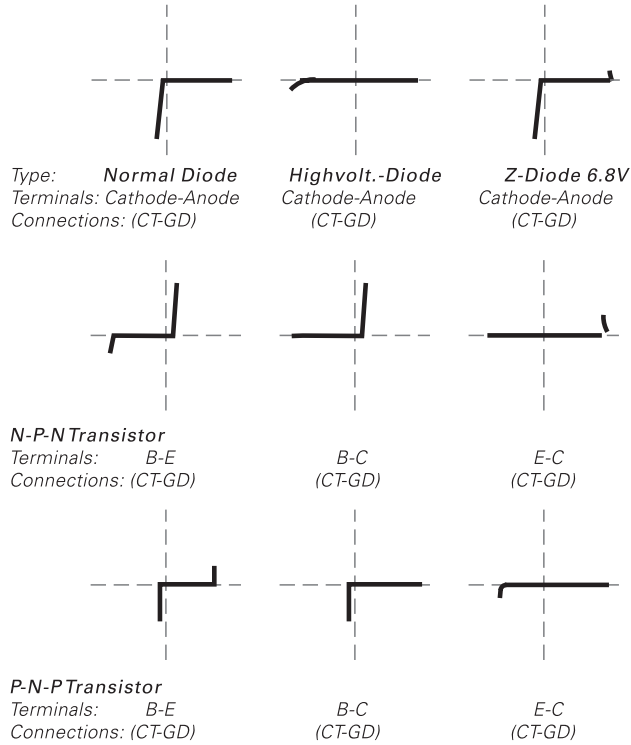 Type: Normal Diode Highvolt.-Diode Z-Diode 6.8V
Terminals: Cathode-Anode Cathode-Anode Cathode-Anode
Connections: (CT-GD) (CT-GD) (CT-GD)
N-P-N Transistor
Terminals: B-E B-C E-C
Connections: (CT-GD) (CT-GD) (CT-GD)
P-N-P Transistor
Terminals: B-E B-C E-C
Connections: (CT-GD) (CT-GD) (CT-GD)